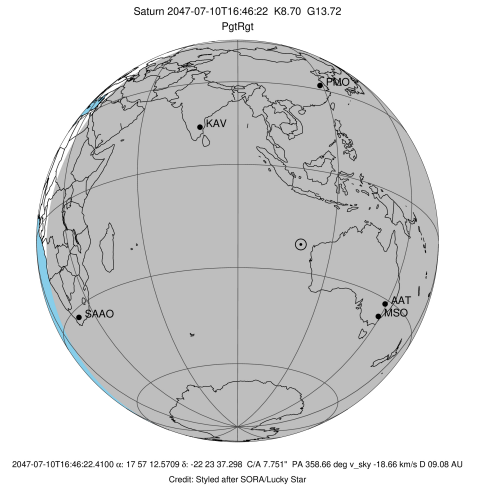 Saturn 2047-07-10T16:46:22  K8.70  G13.72
PgtRgt
PMO
KAV
AAT
MSO
SAAO
2047-07-10T16:46:22.4100 α: 17 57 12.5709 δ: -22 23 37.298  C/A 7.751"  PA 358.66 deg v_sky -18.66 km/s D 09.08 AU
Credit: Styled after SORA/Lucky Star